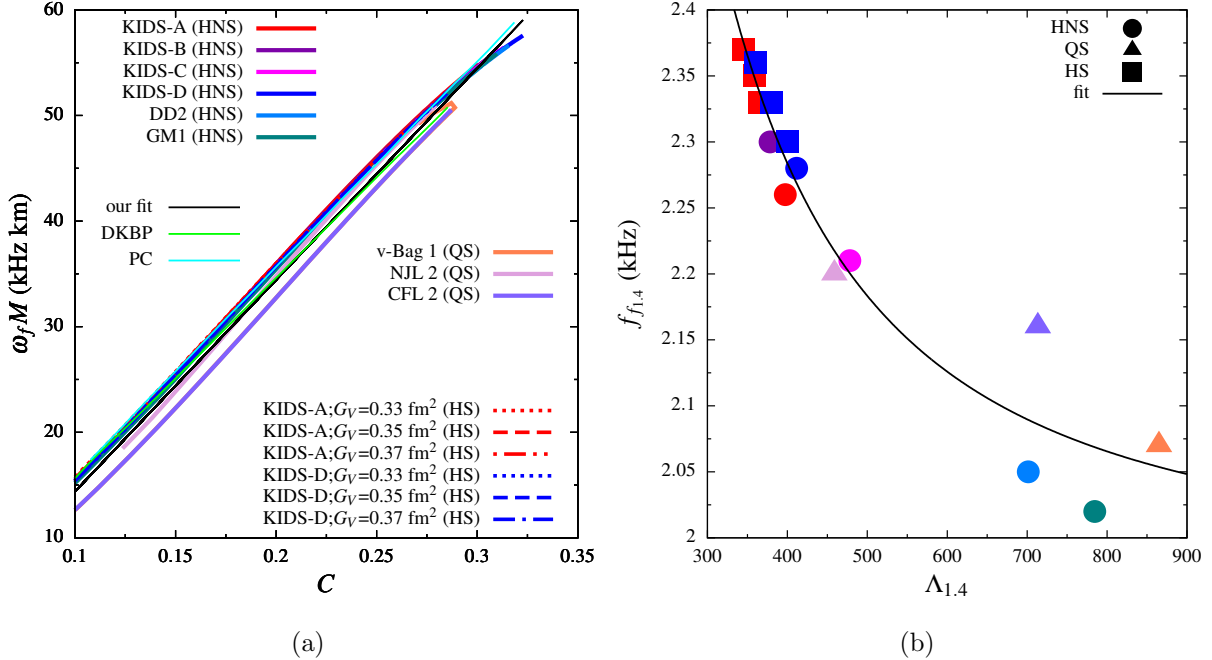 60
50
40
30
20
10
ω_f M (kHz km)
KIDS-A (HNS)
KIDS-B (HNS)
KIDS-C (HNS)
KIDS-D (HNS)
DD2 (HNS)
GM1 (HNS)
our fit
DKBP
PC
v-Bag 1 (QS)
NJL 2 (QS)
CFL 2 (QS)
KIDS-A;G_V=0.33 fm² (HS)
KIDS-A;G_V=0.35 fm² (HS)
KIDS-A;G_V=0.37 fm² (HS)
KIDS-D;G_V=0.33 fm² (HS)
KIDS-D;G_V=0.35 fm² (HS)
KIDS-D;G_V=0.37 fm² (HS)
0.1 0.15 0.2 0.25 0.3 0.35
C
(a)
2.4
2.35
2.3
2.25
2.2
2.15
2.1
2.05
2
f_{f_{1.4}} (kHz)
HNS
QS
HS
fit
300 400 500 600 700 800 900
Λ_{1.4}
(b)